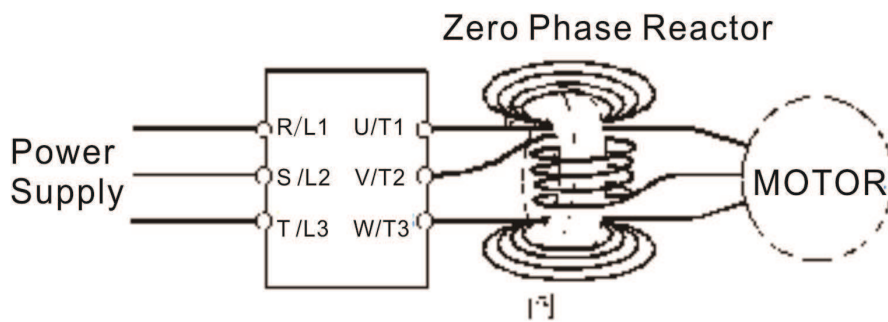 Zero Phase Reactor
Power
Supply
R/L1 U/T1
S/L2 V/T2
T/L3 W/T3
MOTOR